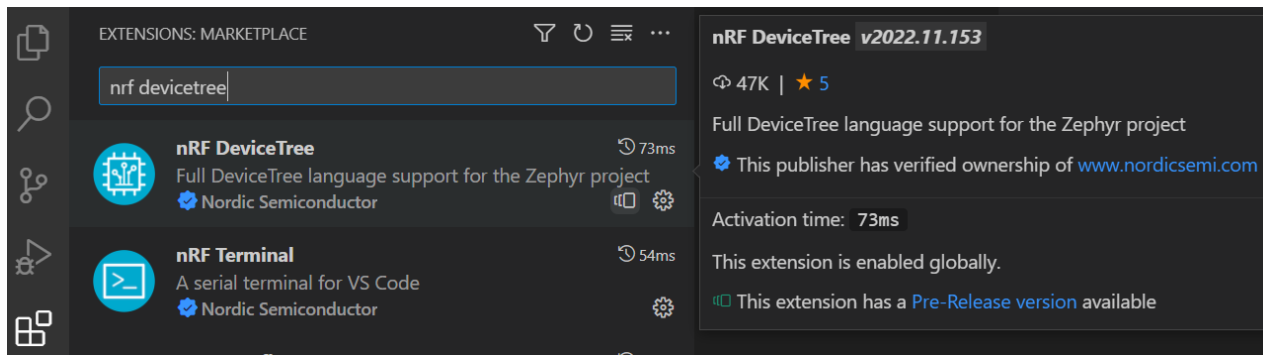 EXTENSIONS: MARKETPLACE
nrf devicetree
nRF DeviceTree
73ms
Full DeviceTree language support for the Zephyr project
Nordic Semiconductor
nRF Terminal
54ms
A serial terminal for VS Code
Nordic Semiconductor
nRF DeviceTree v2022.11.153
47K | 5
Full DeviceTree language support for the Zephyr project
This publisher has verified ownership of www.nordicsemi.com
Activation time: 73ms
This extension is enabled globally.
This extension has a Pre-Release version available